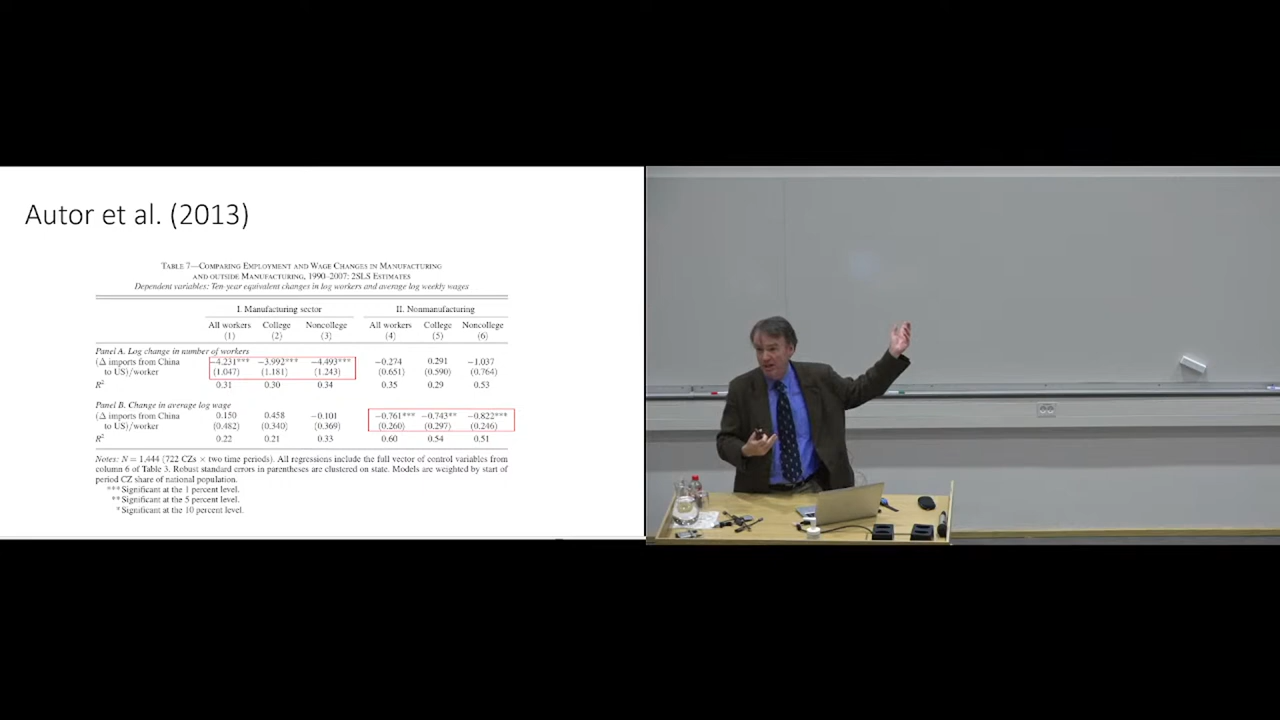 Autor et al. (2013)
TABLE 7—COMPARING EMPLOYMENT AND WAGE CHANGES IN MANUFACTURING
AND OUTSIDE MANUFACTURING, 1990–2007: 2SLS ESTIMATES
Dependent variables: Ten-year equivalent changes in log workers and average log weekly wages
I. Manufacturing sector II. Nonmanufacturing
All workers College Noncollege All workers College Noncollege
(1) (2) (3) (4) (5) (6)
Panel A. Log change in number of workers
(Δ imports from China −4.231*** −3.992*** −4.493*** −0.274 0.291 −1.037
to US)/worker (1.047) (1.181) (1.243) (0.651) (0.590) (0.764)
R² 0.31 0.30 0.34 0.35 0.29 0.53
Panel B. Change in average log wage
(Δ imports from China 0.150 0.458 −0.101 −0.761*** −0.743** −0.822***
to US)/worker (0.482) (0.340) (0.369) (0.260) (0.297) (0.246)
R² 0.22 0.21 0.33 0.60 0.54 0.51
Notes: N = 1,444 (722 CZs × two time periods). All regressions include the full vector of control variables from
column 6 of Table 3. Robust standard errors in parentheses are clustered on state. Models are weighted by start of
period CZ share of national population.
***Significant at the 1 percent level.
**Significant at the 5 percent level.
*Significant at the 10 percent level.